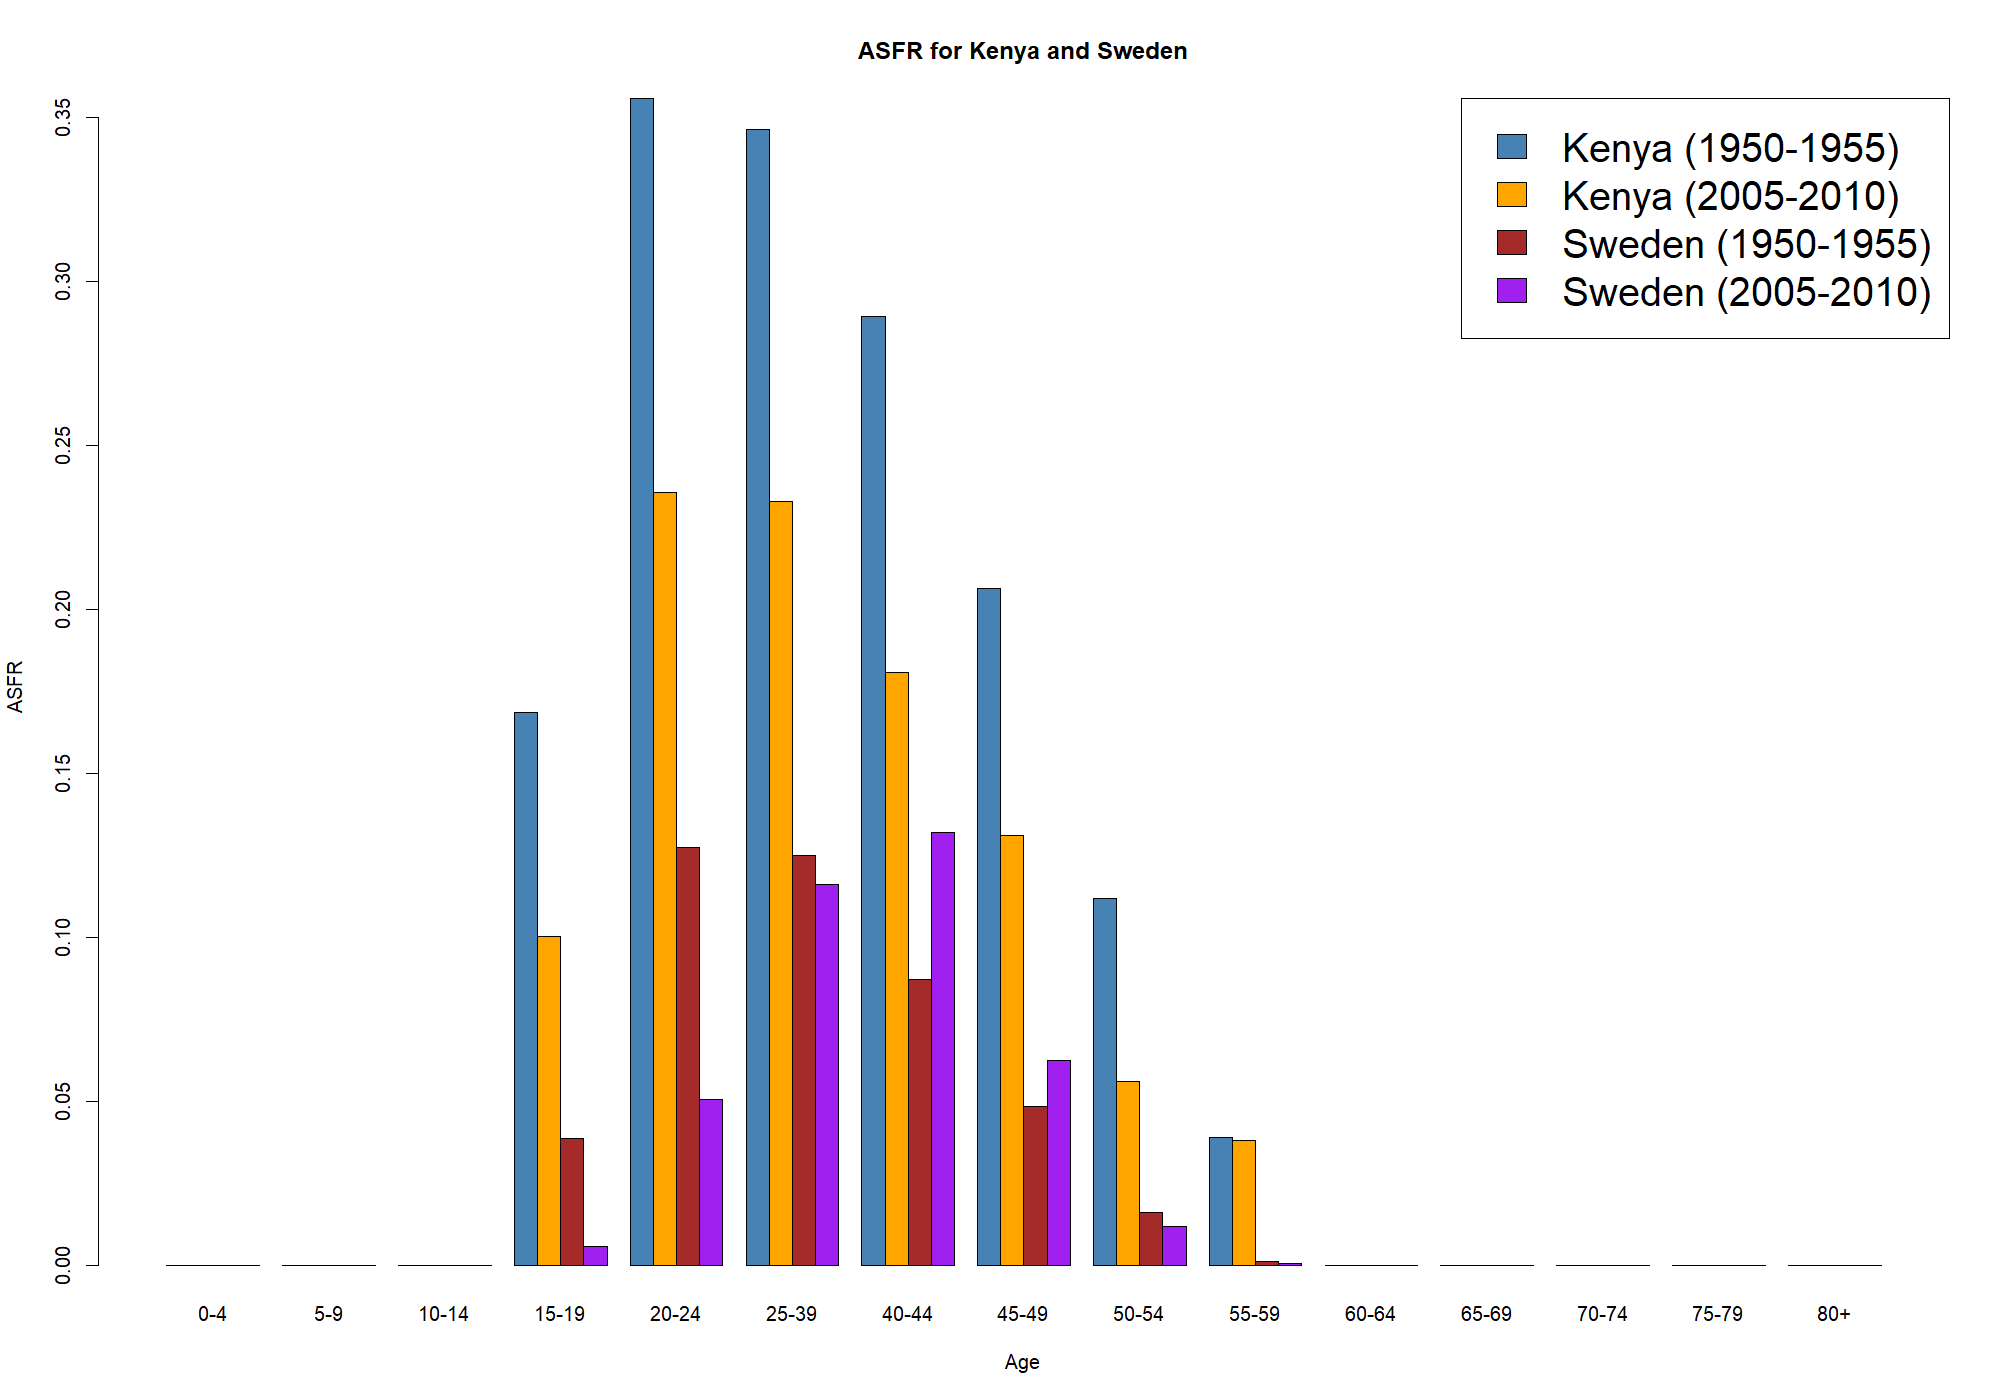 ASFR for Kenya and Sweden
Kenya (1950-1955)
Kenya (2005-2010)
Sweden (1950-1955)
Sweden (2005-2010)
ASFR
0.35
0.30
0.25
0.20
0.15
0.10
0.05
0.00
0-4 5-9 10-14 15-19 20-24 25-39 40-44 45-49 50-54 55-59 60-64 65-69 70-74 75-79 80+
Age